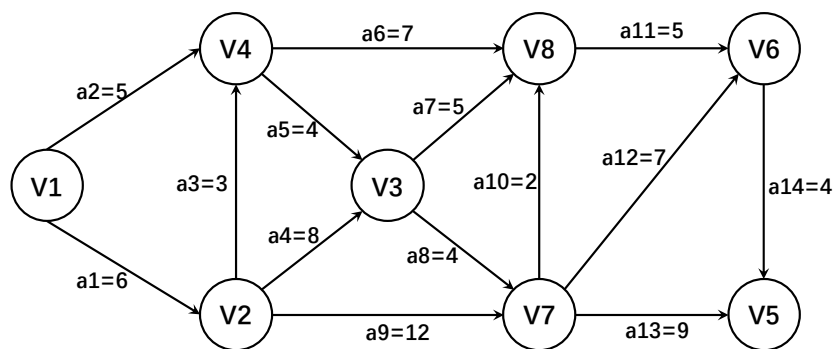 V4
a6=7
V8
a11=5
V6
a2=5
a5=4
a7=5
V1
a3=3
V3
a10=2
a12=7
a14=4
a4=8
a8=4
a1=6
V2
a9=12
V7
a13=9
V5